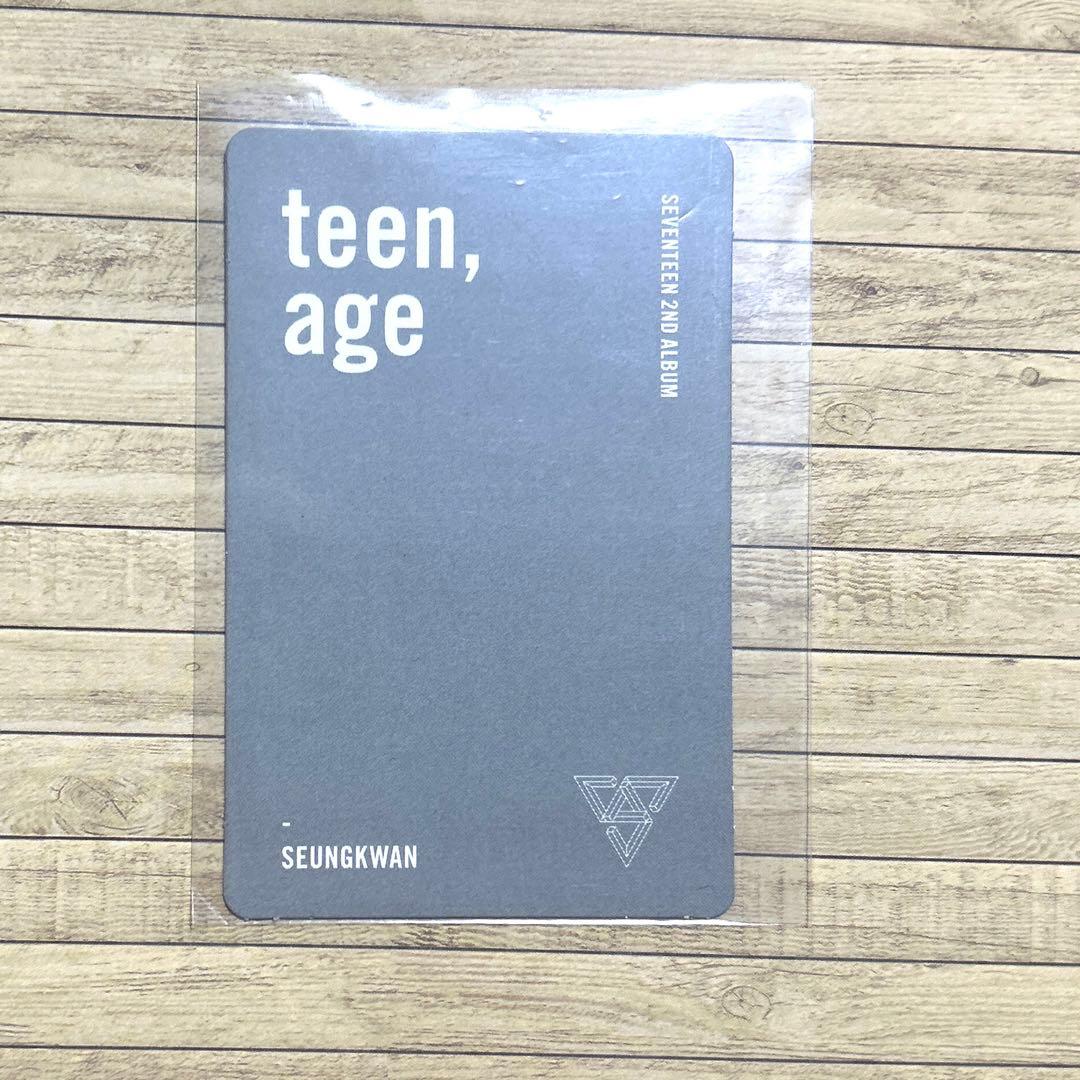 teen,
age
SEVENTEEN 2ND ALBUM
-
SEUNGKWAN